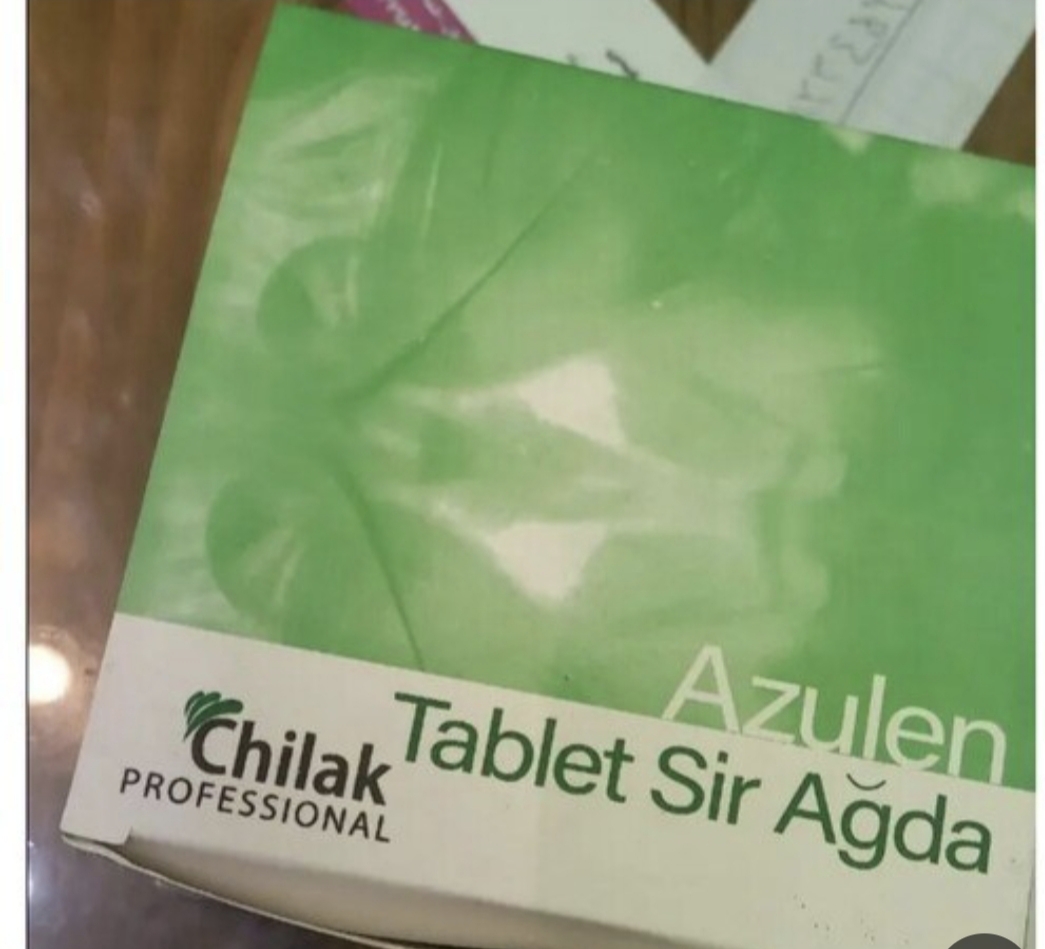 Azulen
Tablet Sir Ağda
Chilak
PROFESSIONAL